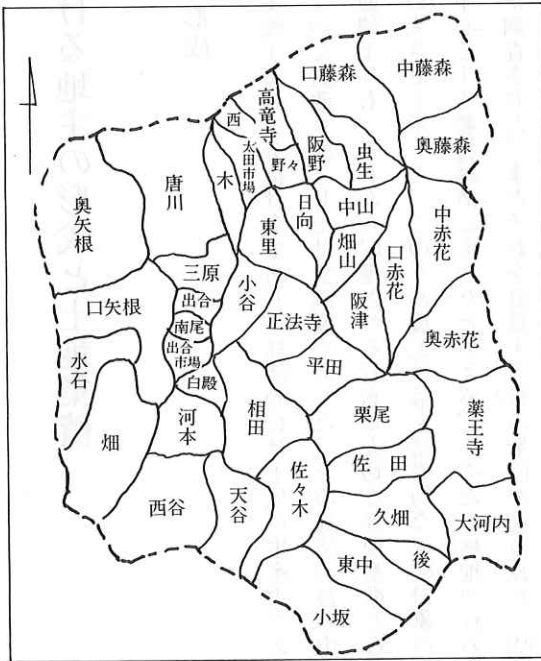 口藤森
中藤森
高竜寺
西
阪野
虫生
奥藤森
太田市場
野々
唐川
木
日向
中山
中赤花
奥矢根
東里
畑山
口赤花
三原
小谷
阪津
出合
正法寺
口矢根
南尾
奥赤花
出合
市場
平田
水石
白殿
栗尾
薬王寺
相田
河本
畑
佐田
佐々木
西谷
天谷
久畑
大河内
東中
後
小坂